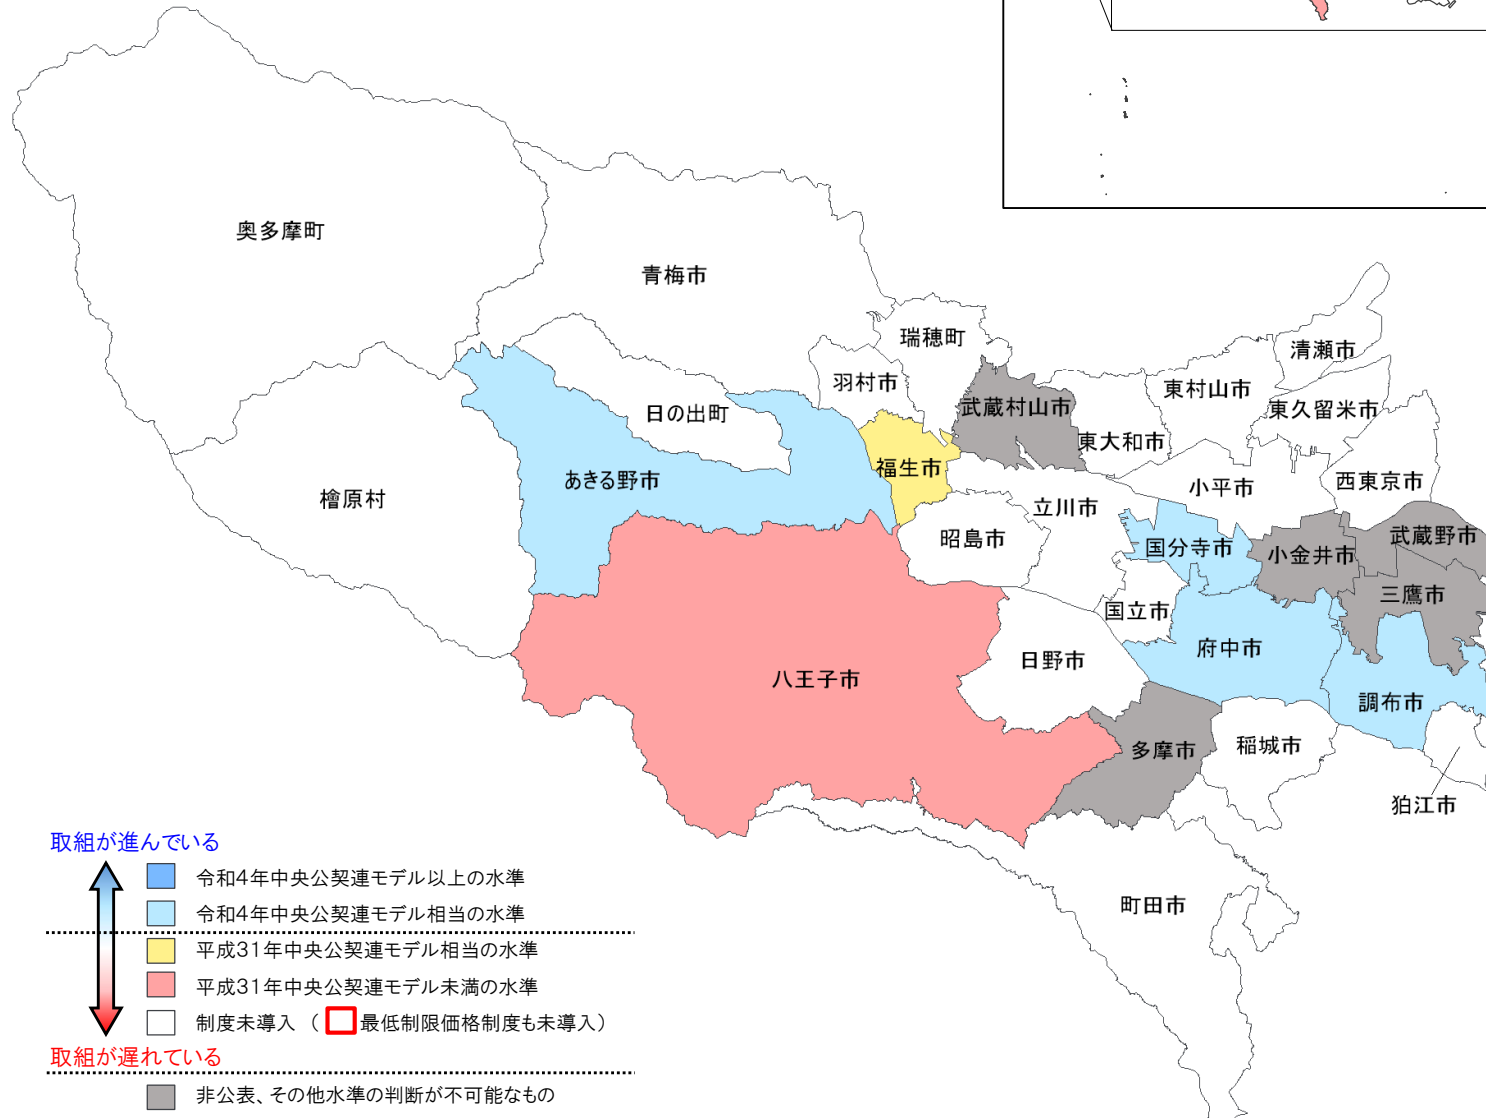 奥多摩町
青梅市
瑞穂町
清瀬市
羽村市
東村山市
武蔵村山市
東久留米市
日の出町
東大和市
福生市
あきる野市
西東京市
小平市
檜原村
立川市
武蔵野市
昭島市
国分寺市
小金井市
三鷹市
国立市
府中市
日野市
八王子市
調布市
多摩市
稲城市
狛江市
町田市
取組が進んでいる
令和4年中央公契連モデル以上の水準
令和4年中央公契連モデル相当の水準
平成31年中央公契連モデル相当の水準
平成31年中央公契連モデル未満の水準
制度未導入 ( 最低制限価格制度も未導入)
取組が遅れている
非公表、その他水準の判断が不可能なもの